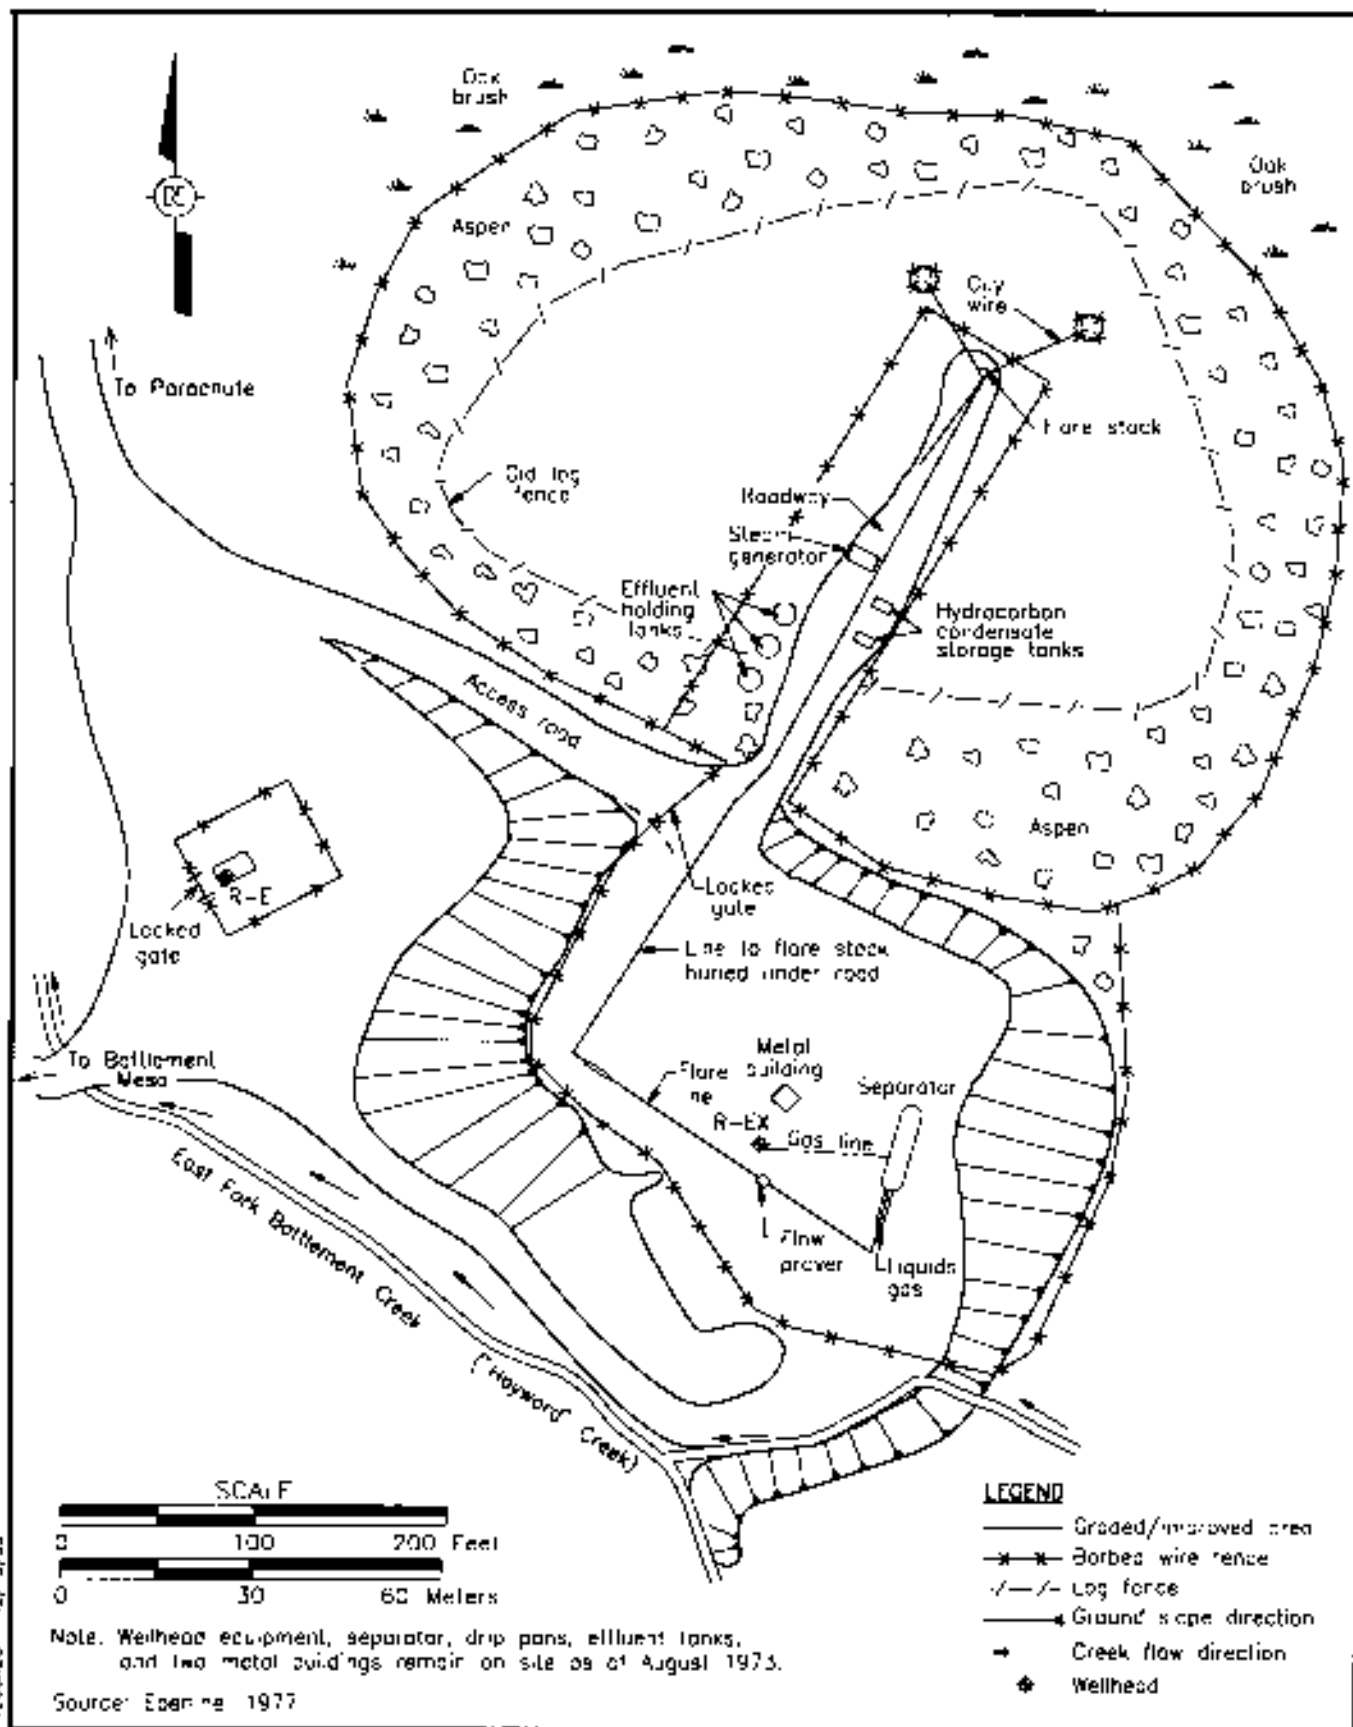 Oak
brush
Oak
brush
Aspen
Guy
wire
To Parachute
Flare stack
Old log
fence
Roadway
Steam
generator
Effluent
holding
tanks
Hydrocarbon
condensate
storage tanks
Access road
Aspen
R-E
Locked
gate
Locked
gate
Line to flare stack
buried under road
To Battlement
Mesa
Metal
building
Flare
Separator
R-EX
Gas line
East Fork Battlement Creek
("Hayward" Creek)
Flow
prover
Liquids
gas
SCALE
0 100 200 Feet
0 30 60 Meters
LEGEND
Graded/improved area
Barbed wire fence
Log fence
Ground slope direction
Creek flow direction
Wellhead
Note: Wellhead equipment, separator, drip pans, effluent tanks,
and two metal buildings remain on site as of August 1973.
Source: 1977